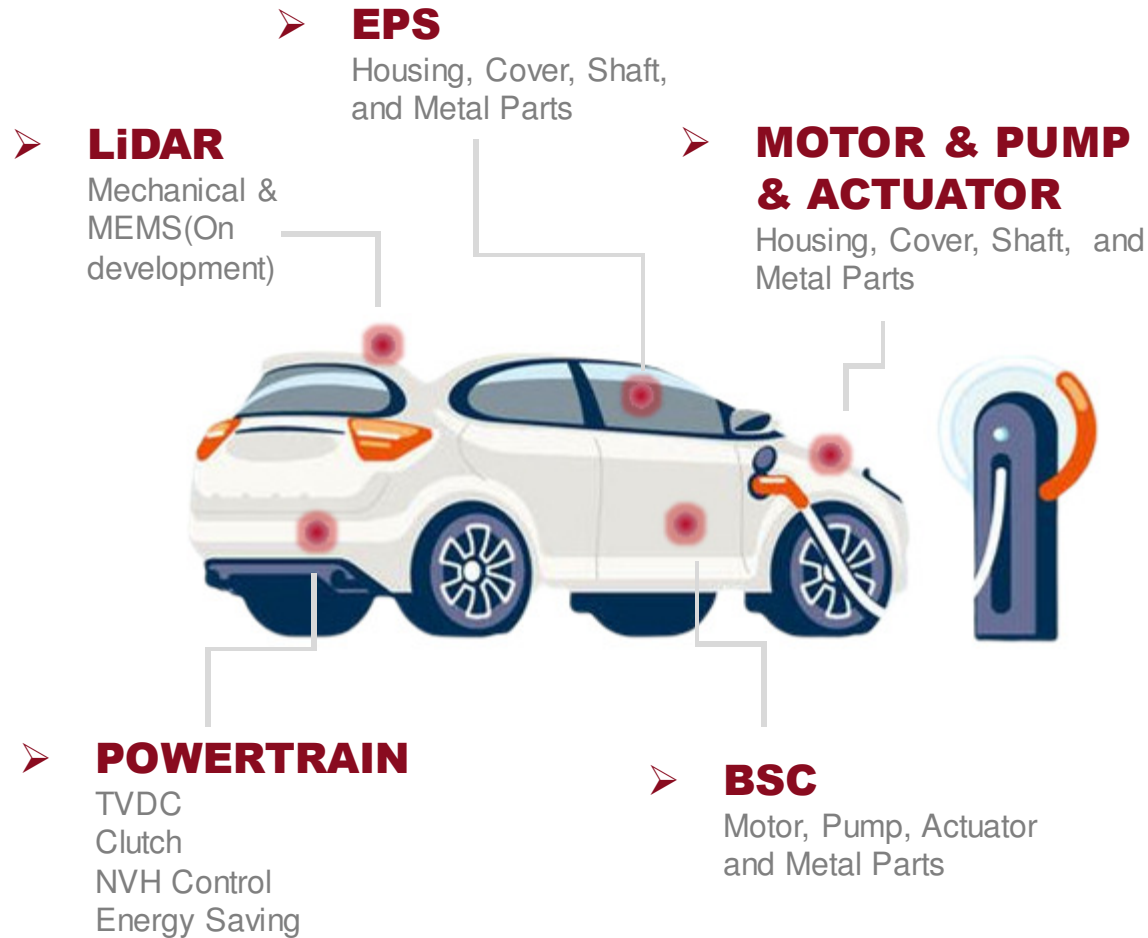 EPS
Housing, Cover, Shaft,
and Metal Parts
LiDAR
Mechanical &
MEMS(On
development)
MOTOR & PUMP
& ACTUATOR
Housing, Cover, Shaft, and
Metal Parts
POWERTRAIN
TVDC
Clutch
NVH Control
Energy Saving
BSC
Motor, Pump, Actuator
and Metal Parts